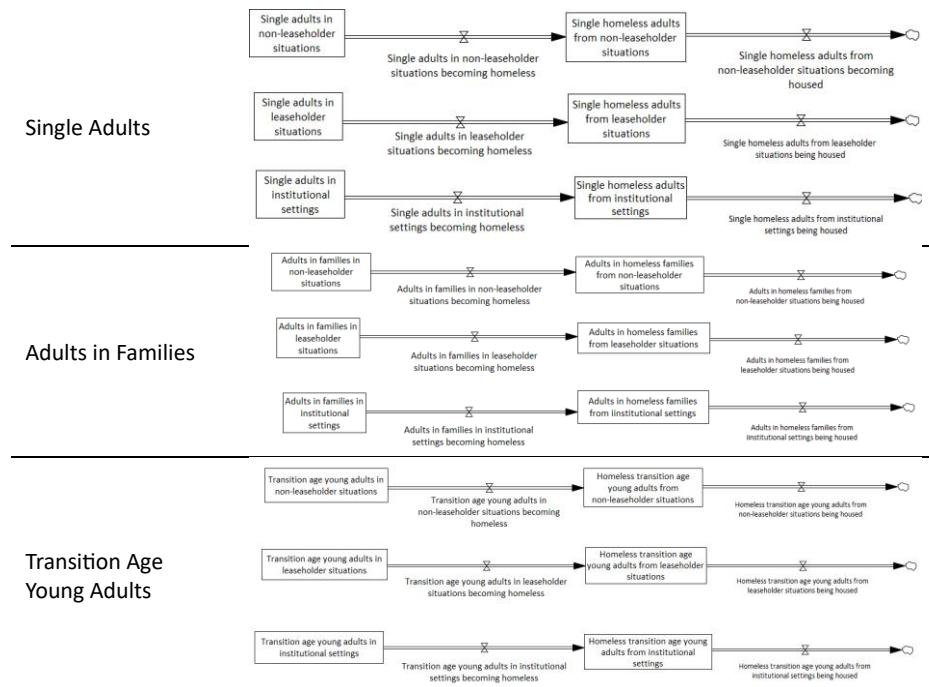 Single Adults
Single adults in
non-leaseholder
situations
Single adults in non-leaseholder
situations becoming homeless
Single homeless adults
from non-leaseholder
situations
Single homeless adults from
non-leaseholder situations becoming
housed
Single adults in
leaseholder
situations
Single adults in leaseholder
situations becoming homeless
Single homeless adults
from leaseholder
situations
Single homeless adults from leaseholder
situations being housed
Single adults in
institutional
settings
Single adults in institutional
settings becoming homeless
Single homeless adults
from institutional
settings
Single homeless adults from institutional
settings being housed
Adults in Families
Adults in families in
non-leaseholder
situations
Adults in families in non-leaseholder
situations becoming homeless
Adults in homeless families
from non-leaseholder
situations
Adults in homeless families from
non-leaseholder situations being housed
Adults in families in
leaseholder
situations
Adults in families in leaseholder
situations becoming homeless
Adults in homeless
families from leaseholder
situations
Adults in homeless families from
leaseholder situations being housed
Adults in families in
institutional
settings
Adults in families in institutional
settings becoming homeless
Adults in homeless families
from iinstitutional settings
Adults in homeless families from
iinstitutional settings being housed
Transition Age
Young Adults
Transition age young adults in
non-leaseholder situations
Transition age young adults in
non-leaseholder situations becoming
homeless
Homeless transition age
young adults from
non-leaseholder situations
Homeless transition age young adults from
non-leaseholder situations being housed
Transition age young adults in
leaseholder situations
Transition age young adults in leaseholder
situations becoming homeless
Homeless transition age
young adults from leaseholder
situations
Homeless transition age young adults from
leaseholder situations being housed
Transition age young adults in
institutional settings
Transition age young adults in institutional
settings becoming homeless
Homeless transition age young
adults from institutional
settings
Homeless transition age young adults from
institutional settings being housed